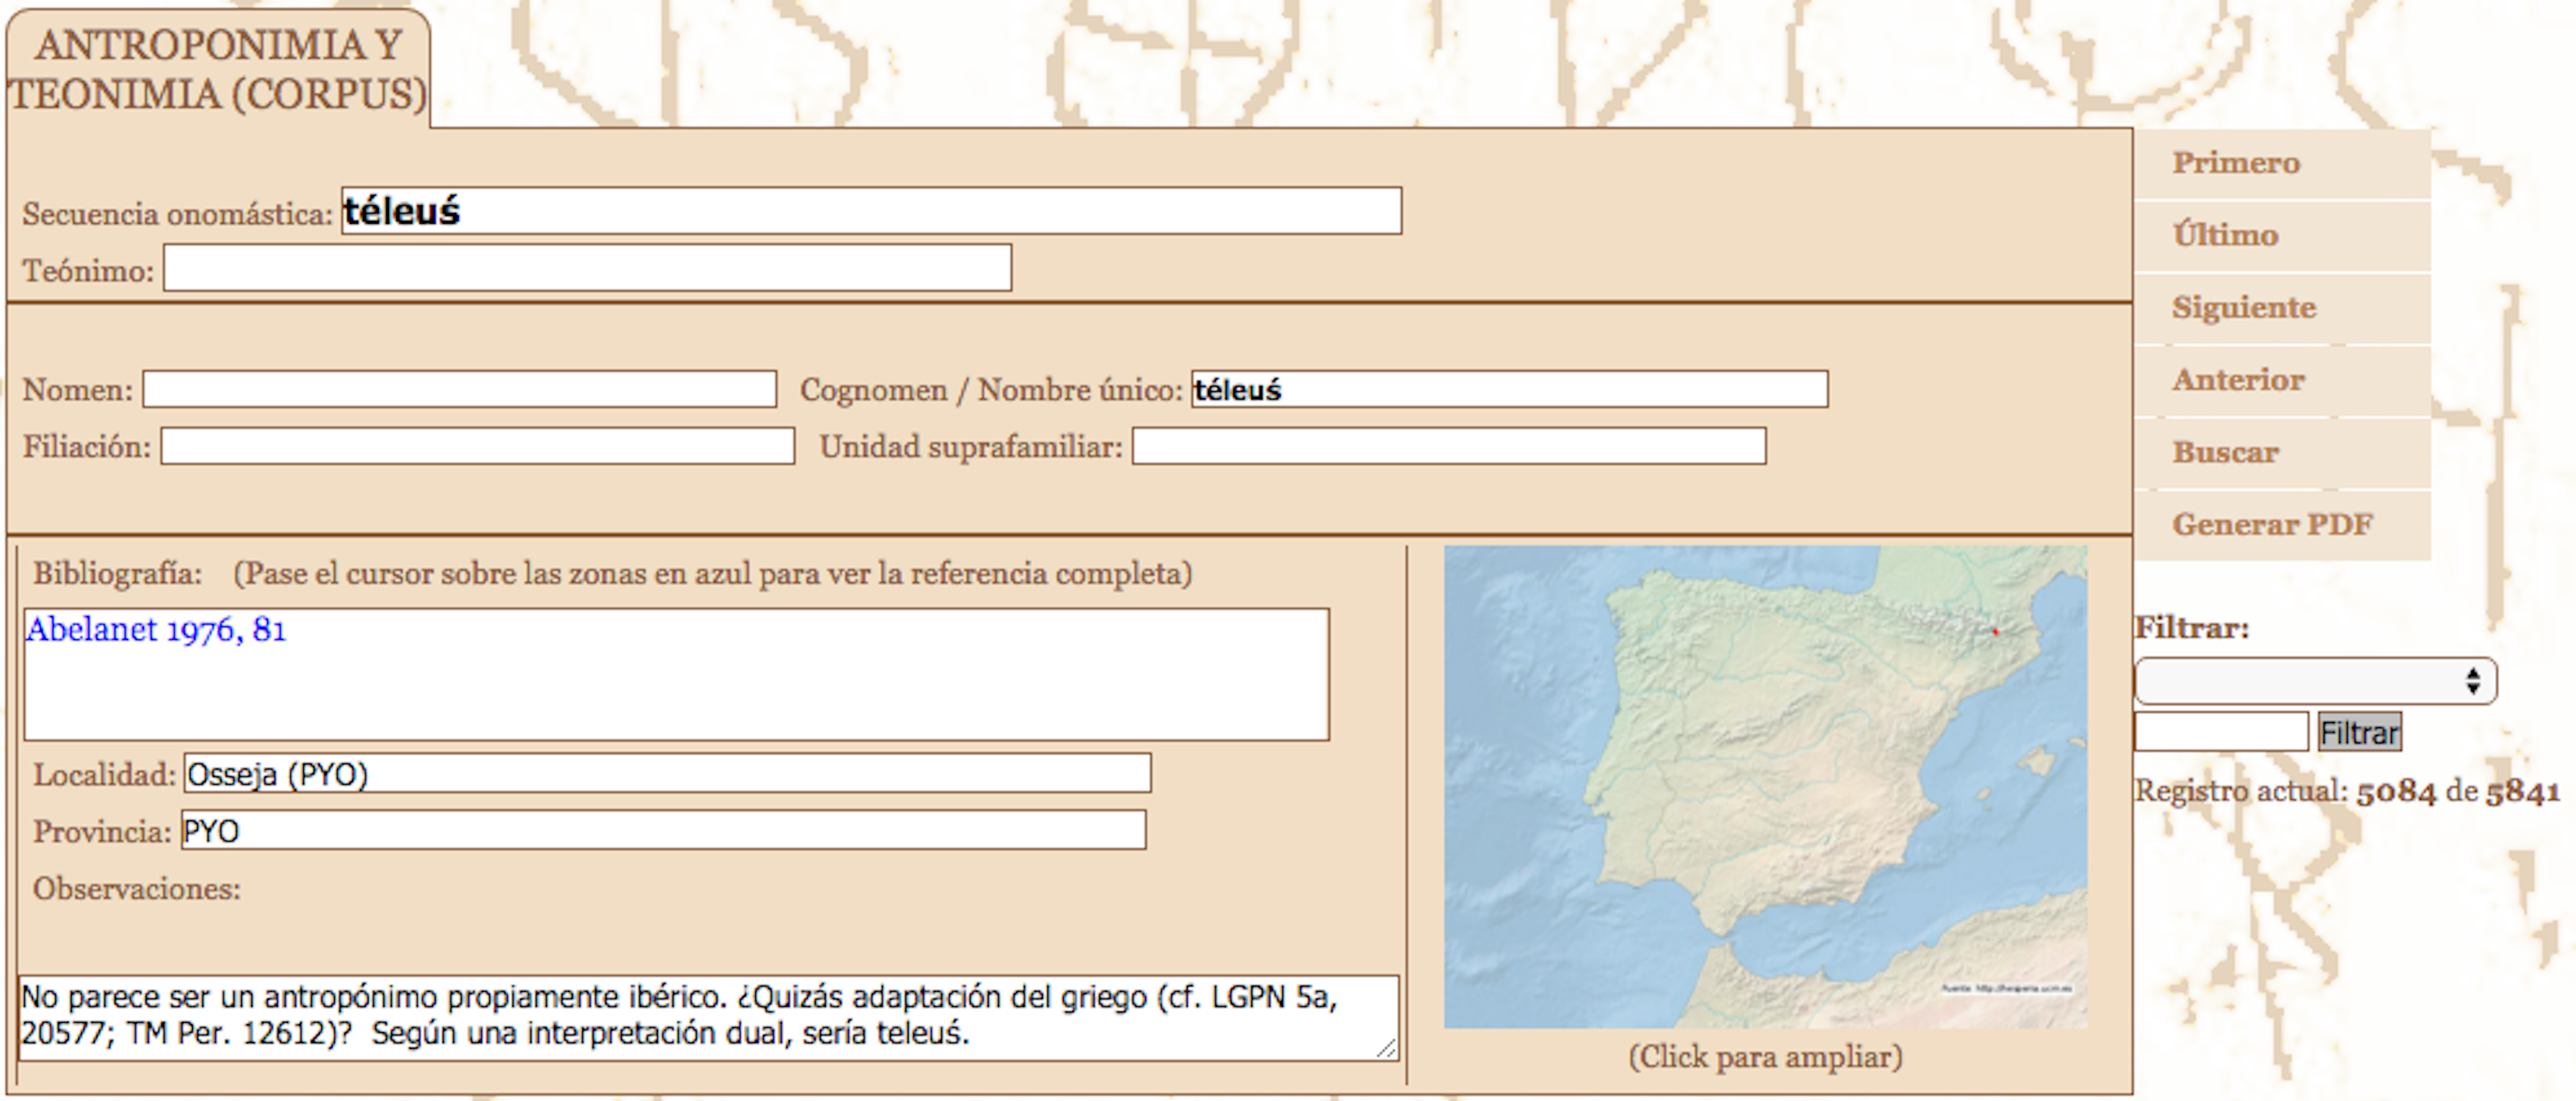 ANTROPONIMIA Y
TEONIMIA (CORPUS)
Secuencia onomástica: téleuś
Teónimo:
Nomen: Cognomen / Nombre único: téleuś
Filiación: Unidad suprafamiliar:
Bibliografía: (Pase el cursor sobre las zonas en azul para ver la referencia completa)
Abelanet 1976, 81
Localidad: Osseja (PYO)
Provincia: PYO
Observaciones:
No parece ser un antropónimo propiamente ibérico. ¿Quizás adaptación del griego (cf. LGPN 5a,
20577; TM Per. 12612)? Según una interpretación dual, sería teleuś.
Fuente: http://hesperia.ucm.es
(Click para ampliar)
Primero
Último
Siguiente
Anterior
Buscar
Generar PDF
Filtrar:
Filtrar
Registro actual: 5084 de 5841